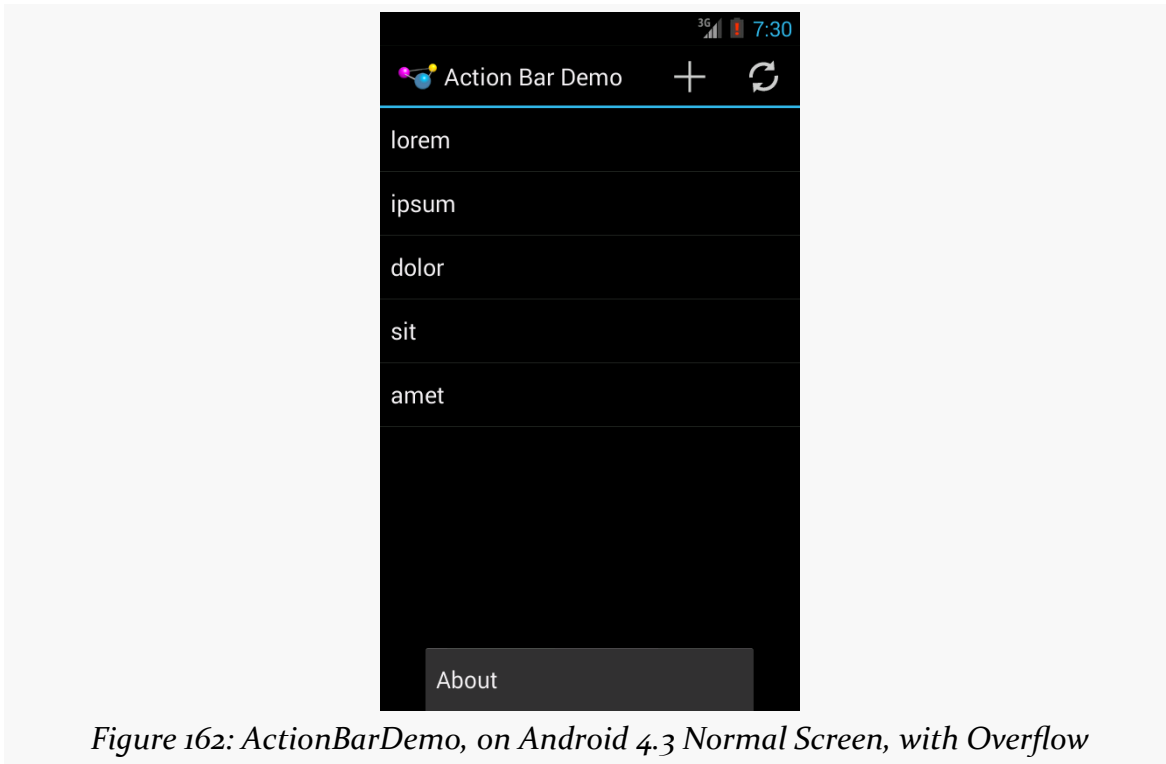 3G 7:30
Action Bar Demo
lorem
ipsum
dolor
sit
amet
About
Figure 162: ActionBarDemo, on Android 4.3 Normal Screen, with Overflow